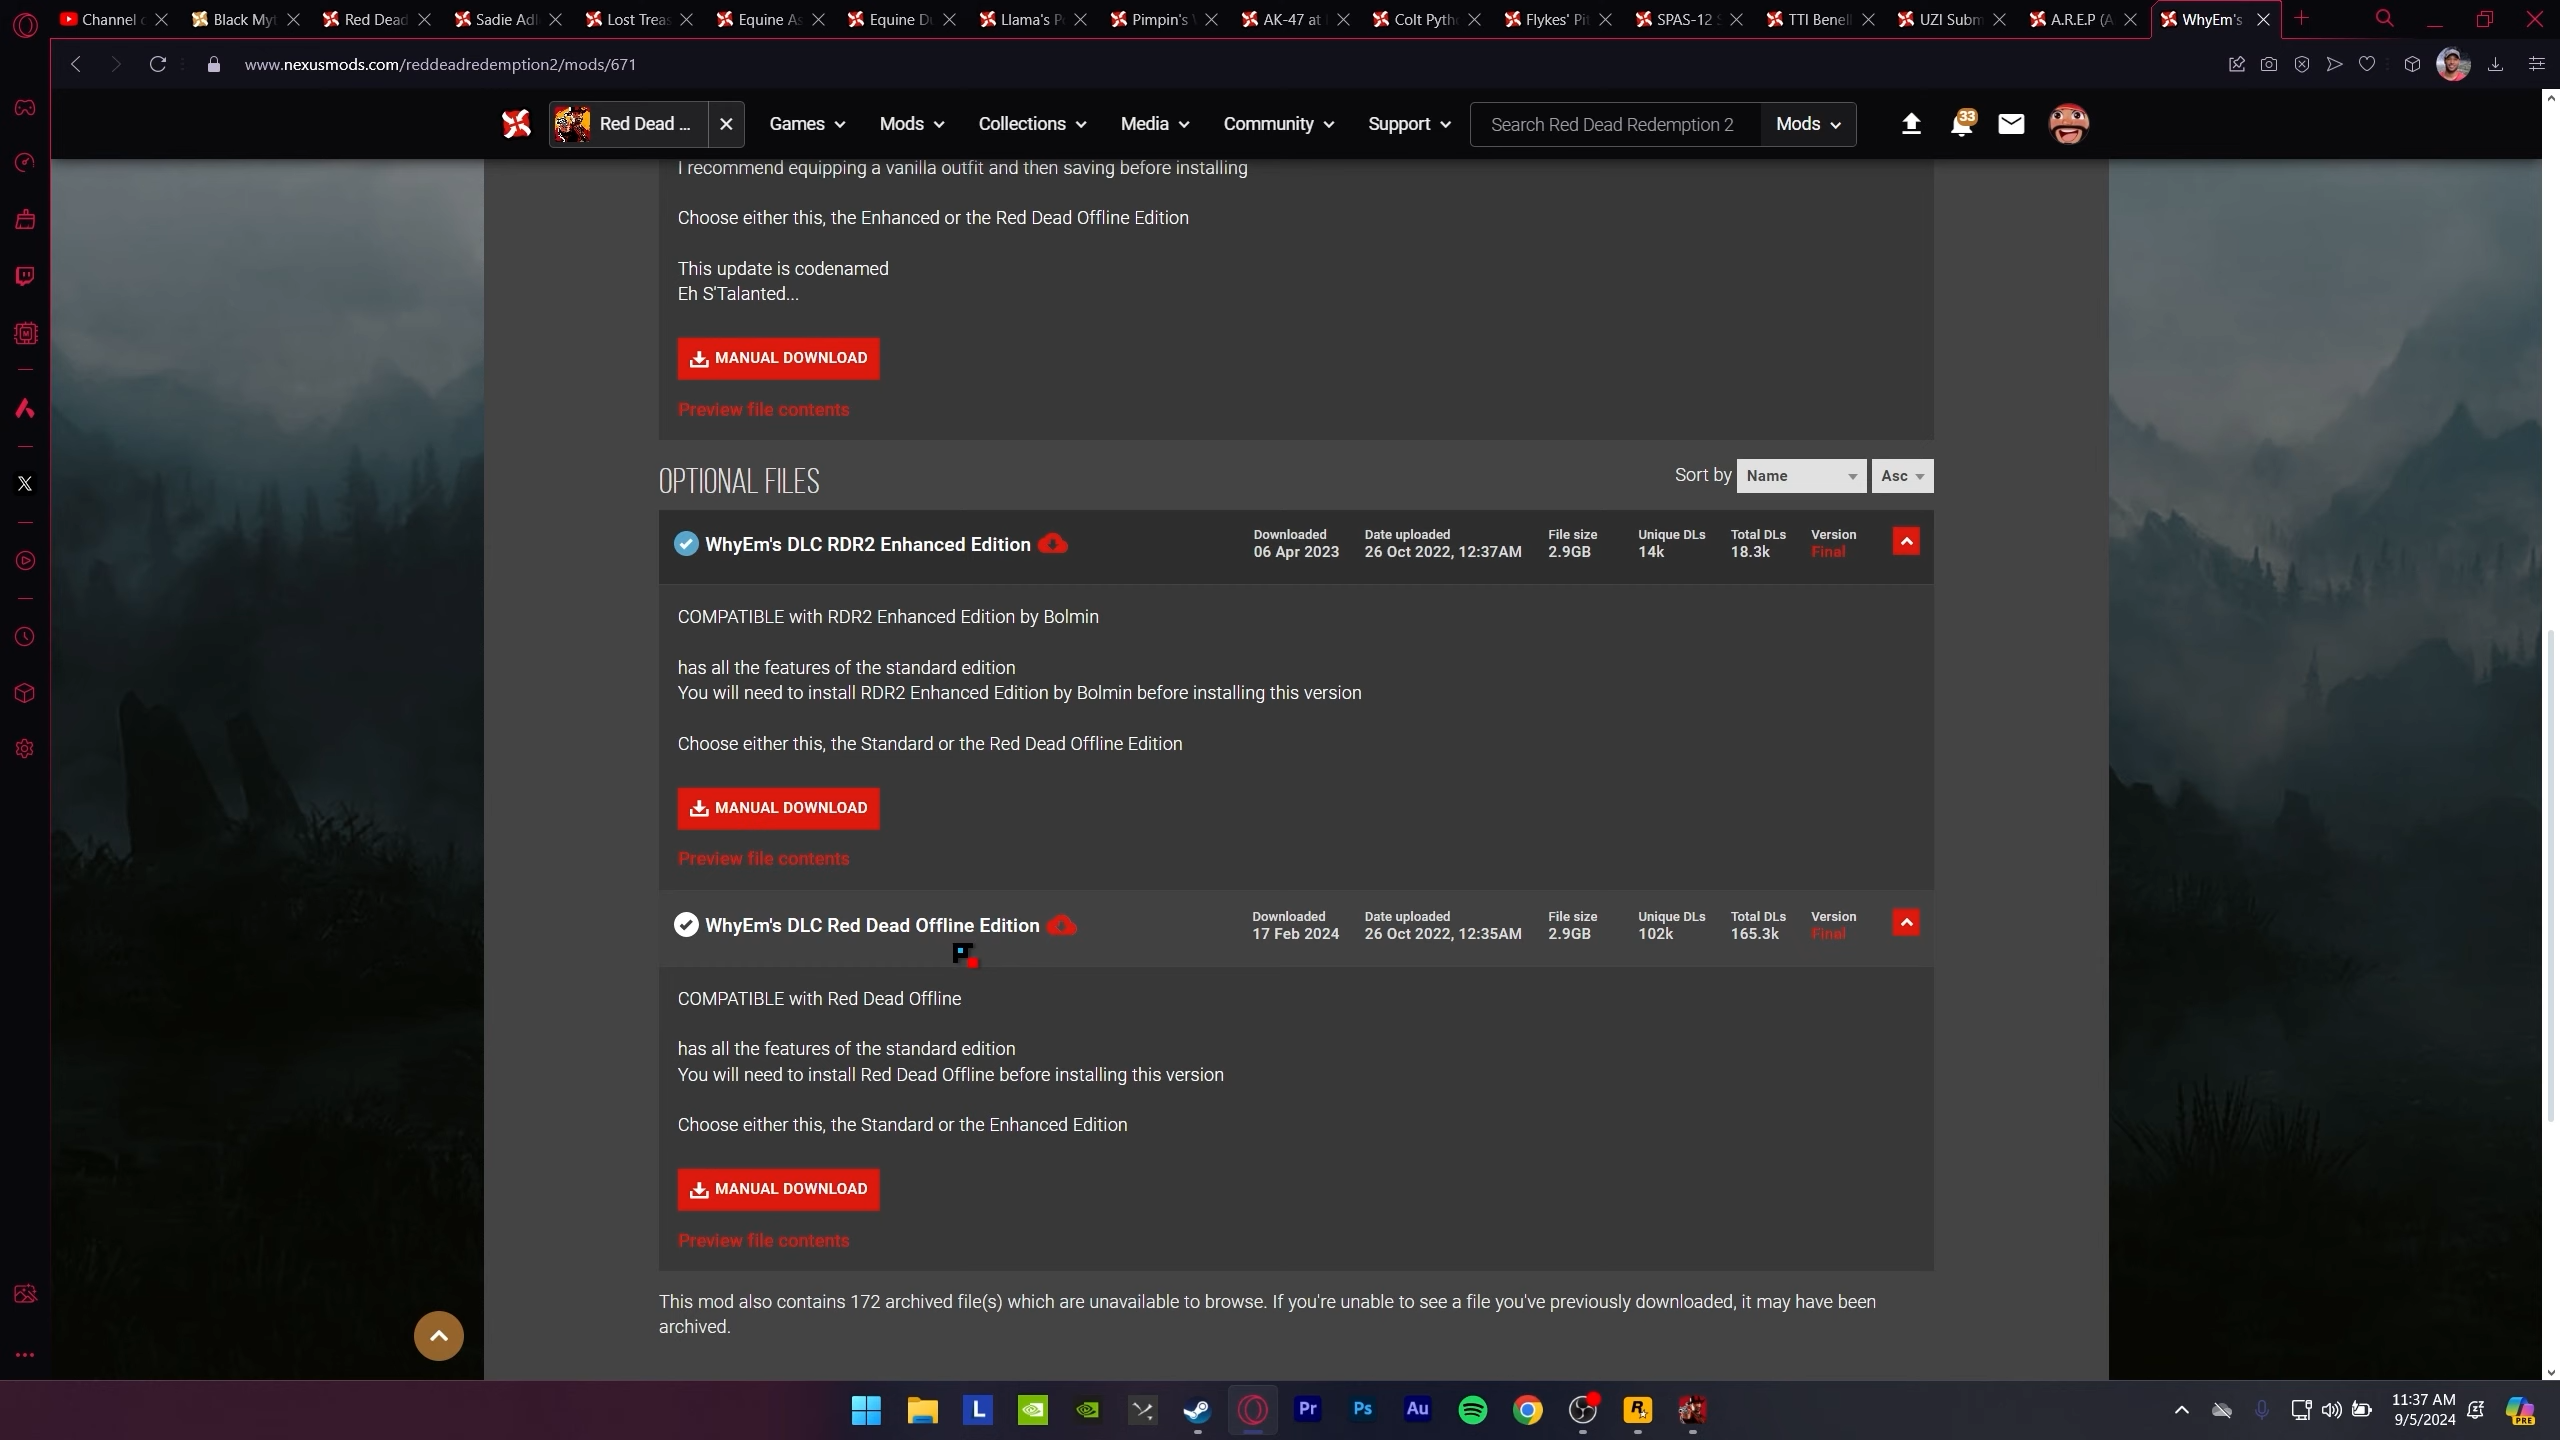 Channel
Black Myt
Red Dead
Sadie Adl
Lost Treas
Equine As
Equine D
Llama's P
Pimpin's
AK-47 at
Colt Pyth
Flykes' Pi
SPAS-12
TTI Benel
UZI Subm
A.R.E.P (A
WhyEm's
www.nexusmods.com/reddeadredemption2/mods/671
Red Dead ...
Games
Mods
Collections
Media
Community
Support
Search Red Dead Redemption 2
Mods
33
I recommend equipping a vanilla outfit and then saving before installing
Choose either this, the Enhanced or the Red Dead Offline Edition
This update is codenamed
Eh S'Talanted...
MANUAL DOWNLOAD
Preview file contents
OPTIONAL FILES
Sort by
Name
Asc
WhyEm's DLC RDR2 Enhanced Edition
Downloaded
06 Apr 2023
Date uploaded
26 Oct 2022, 12:37AM
File size
2.9GB
Unique DLs
14k
Total DLs
18.3k
Version
Final
COMPATIBLE with RDR2 Enhanced Edition by Bolmin
has all the features of the standard edition
You will need to install RDR2 Enhanced Edition by Bolmin before installing this version
Choose either this, the Standard or the Red Dead Offline Edition
MANUAL DOWNLOAD
Preview file contents
WhyEm's DLC Red Dead Offline Edition
Downloaded
17 Feb 2024
Date uploaded
26 Oct 2022, 12:35AM
File size
2.9GB
Unique DLs
102k
Total DLs
165.3k
Version
Final
COMPATIBLE with Red Dead Offline
has all the features of the standard edition
You will need to install Red Dead Offline before installing this version
Choose either this, the Standard or the Enhanced Edition
MANUAL DOWNLOAD
Preview file contents
This mod also contains 172 archived file(s) which are unavailable to browse. If you're unable to see a file you've previously downloaded, it may have been
archived.
L
Pr
Ps
Au
R
11:37 AM
9/5/2024
PRE